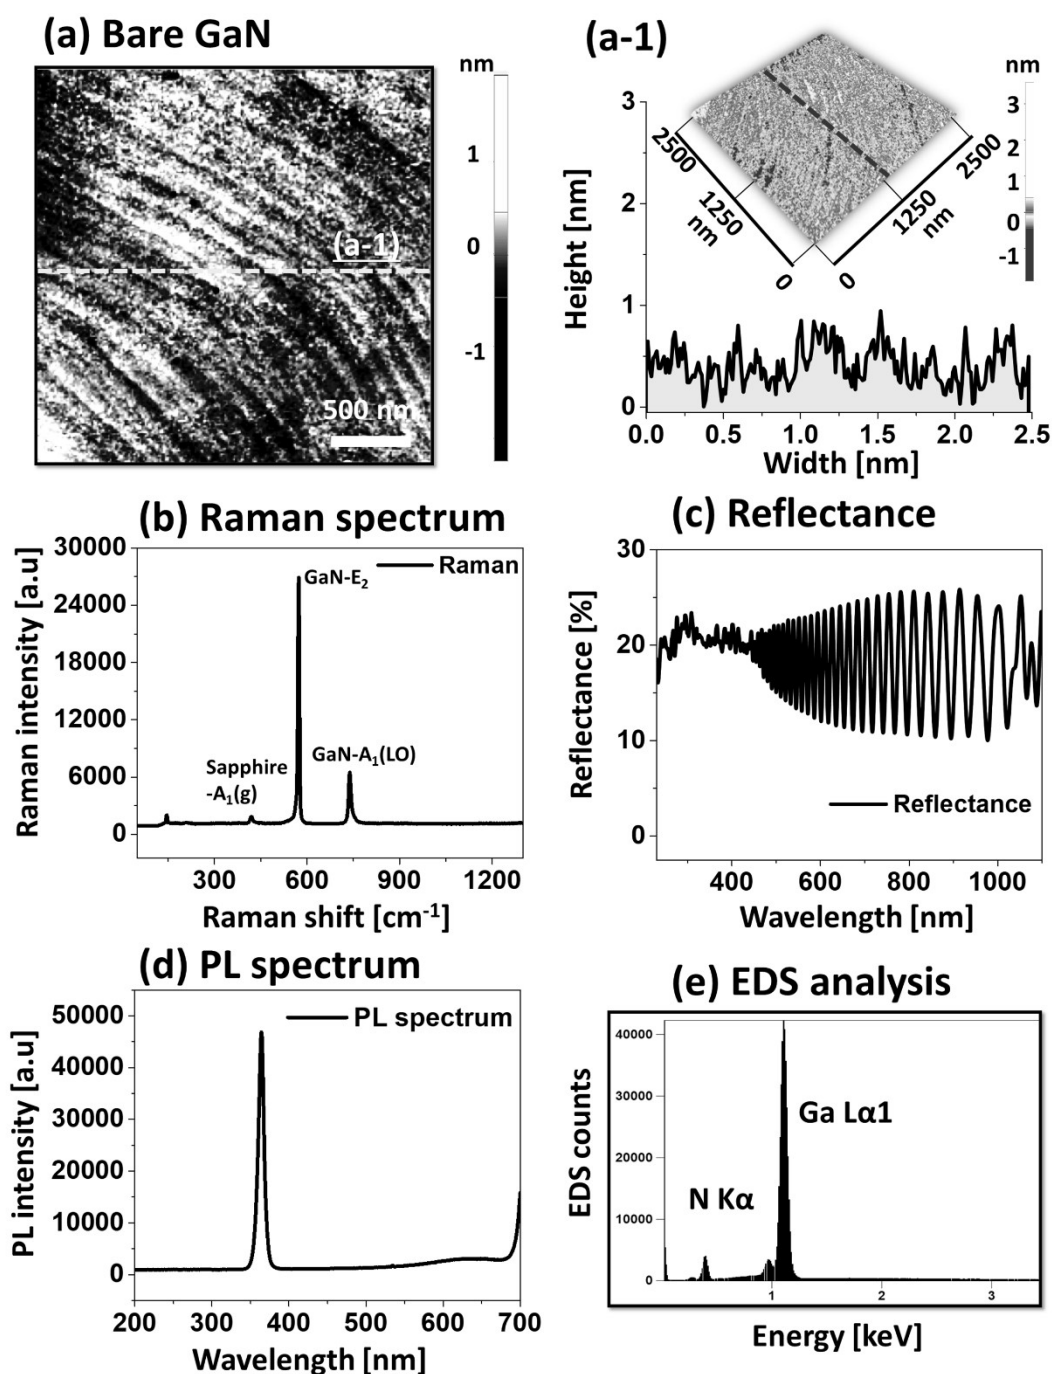 (a) Bare GaN
nm
1
0
-1
(a-1)
500 nm
(a-1)
nm
3
2
1
0
-1
2500
1250
nm
0
2500
1250
nm
0
Height [nm]
3
2
1
0
0.0 0.5 1.0 1.5 2.0 2.5
Width [nm]
(b) Raman spectrum
Raman intensity [a.u]
30000
24000
18000
12000
6000
0
Raman
GaN-E₂
GaN-A₁(LO)
Sapphire
-A₁(g)
300 600 900 1200
Raman shift [cm⁻¹]
(c) Reflectance
Reflectance [%]
30
20
10
0
Reflectance
400 600 800 1000
Wavelength [nm]
(d) PL spectrum
PL intensity [a.u]
50000
40000
30000
20000
10000
0
PL spectrum
200 300 400 500 600 700
Wavelength [nm]
(e) EDS analysis
EDS counts
40000
30000
20000
10000
0
Ga Lα1
N Kα
1 2 3
Energy [keV]